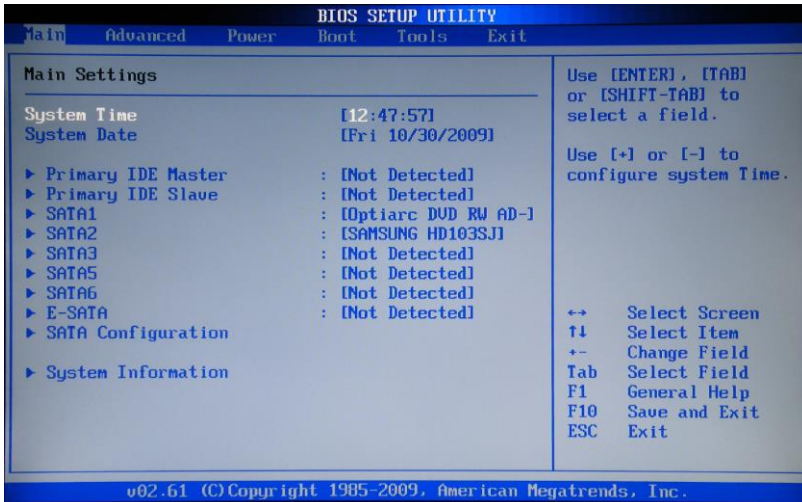 BIOS SETUP UTILITY
Main Advanced Power Boot Tools Exit
Main Settings
System Time [12:47:57]
System Date [Fri 10/30/2009]
▶ Primary IDE Master : [Not Detected]
▶ Primary IDE Slave : [Not Detected]
▶ SATA1 : [Optiarc DVD RW AD-]
▶ SATA2 : [SAMSUNG HD103SJ]
▶ SATA3 : [Not Detected]
▶ SATA5 : [Not Detected]
▶ SATA6 : [Not Detected]
▶ E-SATA : [Not Detected]
▶ SATA Configuration
▶ System Information
Use [ENTER], [TAB]
or [SHIFT-TAB] to
select a field.
Use [+] or [-] to
configure system Time.
↔ Select Screen
↑↓ Select Item
+- Change Field
Tab Select Field
F1 General Help
F10 Save and Exit
ESC Exit
v02.61 (C)Copyright 1985-2009, American Megatrends, Inc.